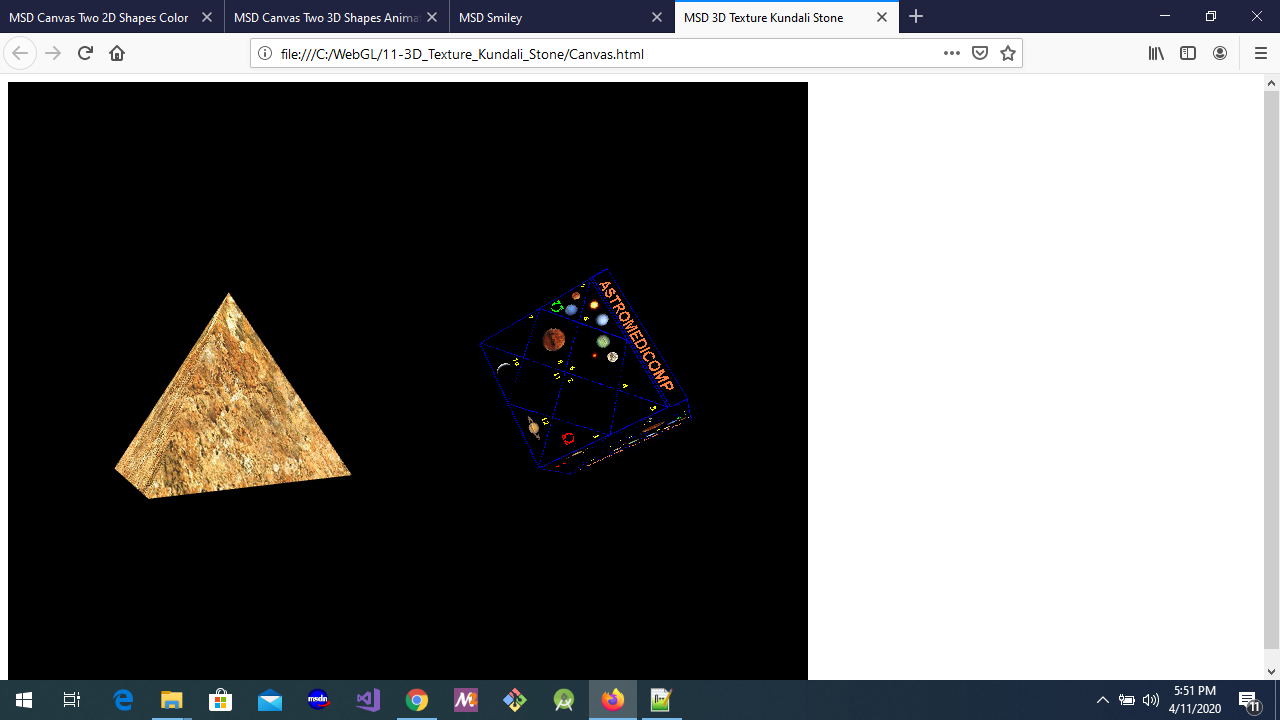 MSD Canvas Two 2D Shapes Color
MSD Canvas Two 3D Shapes Anima
MSD Smiley
MSD 3D Texture Kundali Stone
file:///C:/WebGL/11-3D_Texture_Kundali_Stone/Canvas.html
ASTROMEDICOMP
msdn
5:51 PM
4/11/2020
11